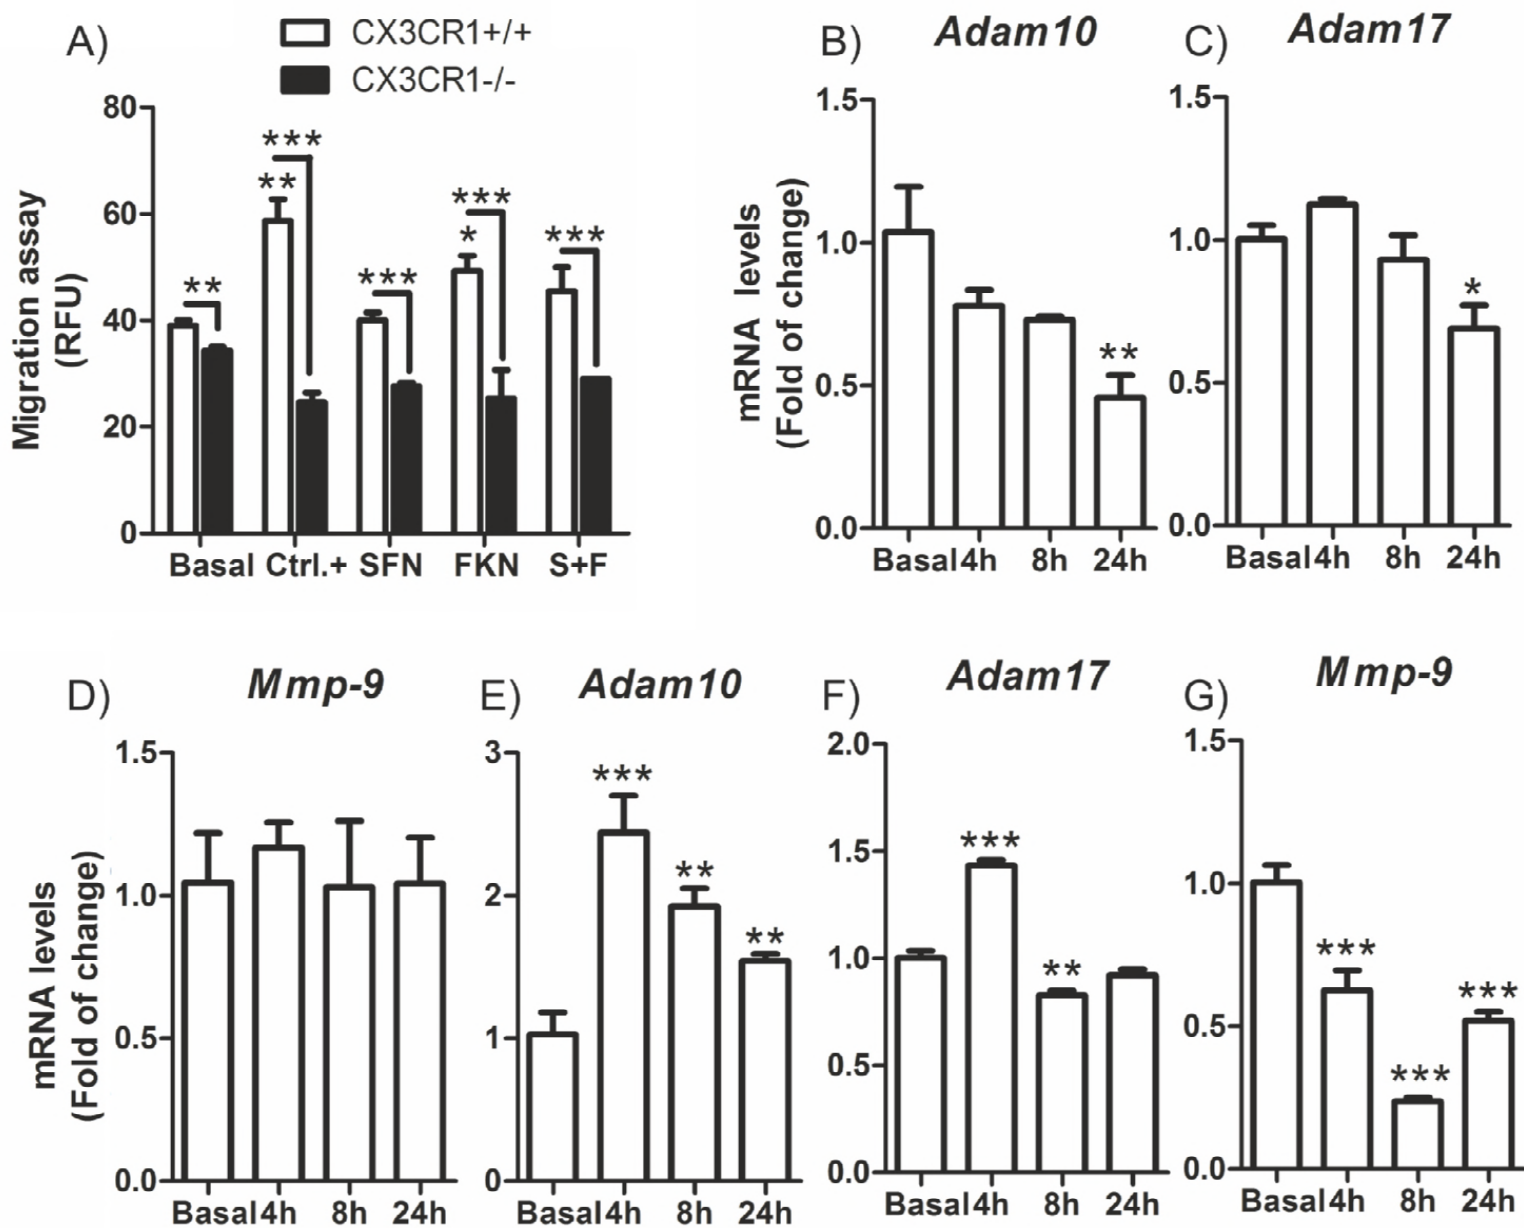 A)
CX3CR1+/+
CX3CR1-/-
Migration assay
(RFU)
80
60
40
20
0
***
**
**
***
***
*
***
Basal Ctrl.+ SFN FKN S+F
B) Adam10
mRNA levels
(Fold of change)
1.5
1.0
0.5
0.0
**
Basal 4h 8h 24h
C) Adam17
1.5
1.0
0.5
0.0
*
Basal 4h 8h 24h
D) Mmp-9
mRNA levels
(Fold of change)
1.5
1.0
0.5
0.0
Basal 4h 8h 24h
E) Adam10
3
2
1
0
***
**
**
Basal 4h 8h 24h
F) Adam17
2.0
1.5
1.0
0.5
0.0
***
**
Basal 4h 8h 24h
G) Mmp-9
1.5
1.0
0.5
0.0
***
***
***
Basal 4h 8h 24h